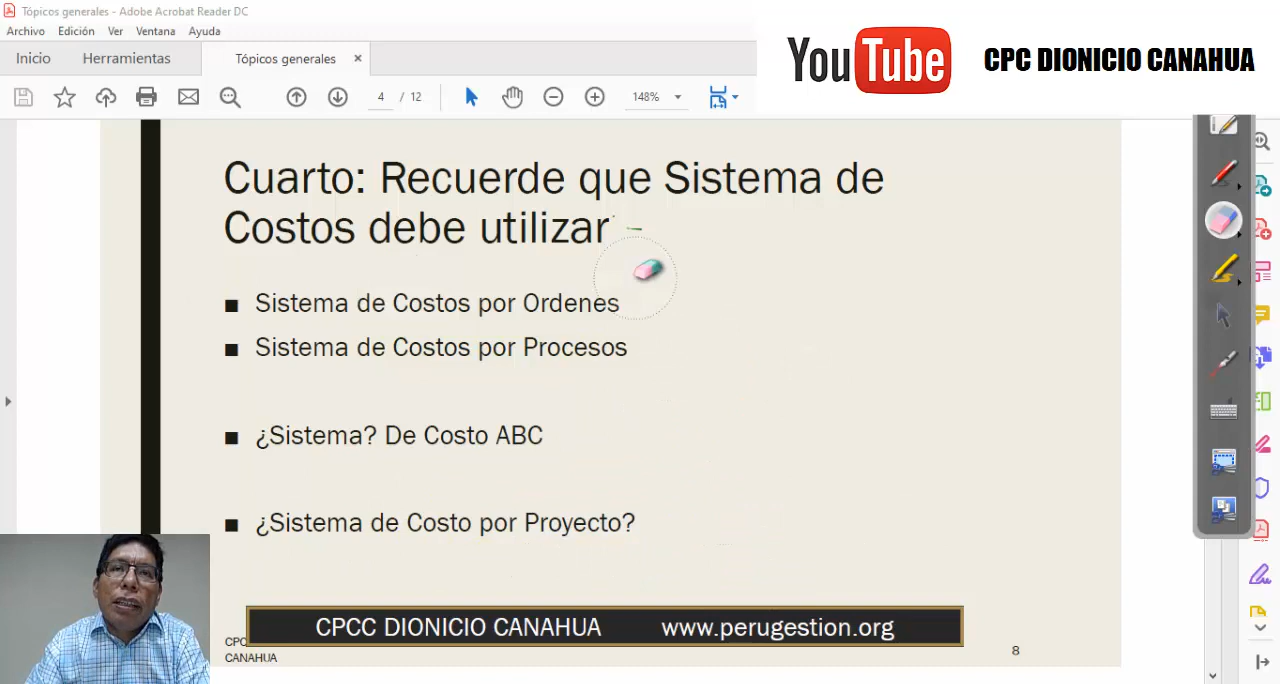 Tópicos generales - Adobe Acrobat Reader DC
Archivo Edición Ver Ventana Ayuda
Inicio Herramientas Tópicos generales ×
4 / 12 148%
YouTube CPC DIONICIO CANAHUA
Cuarto: Recuerde que Sistema de
Costos debe utilizar
■ Sistema de Costos por Ordenes
■ Sistema de Costos por Procesos
■ ¿Sistema? De Costo ABC
■ ¿Sistema de Costo por Proyecto?
CPCC DIONICIO CANAHUA www.perugestion.org
CPC
CANAHUA
8